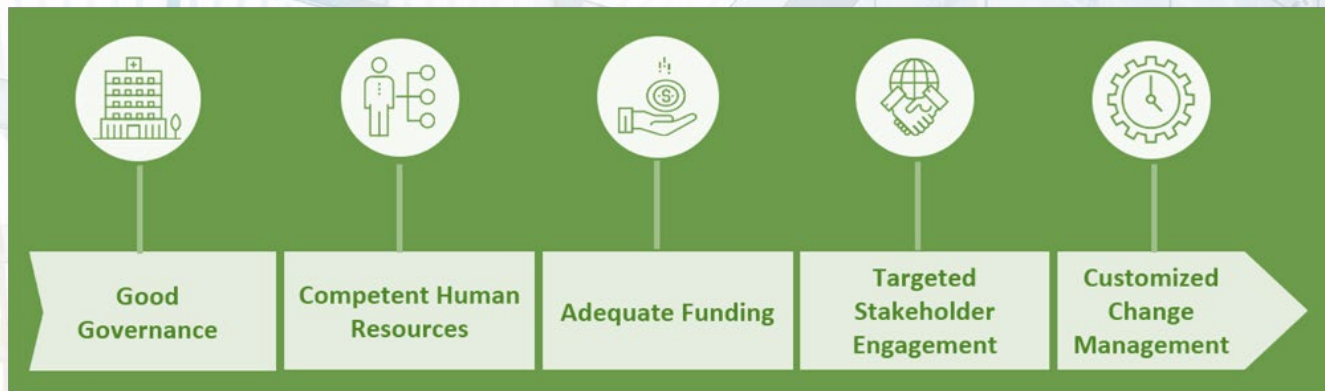 Good
Governance
Competent Human
Resources
Adequate Funding
Targeted
Stakeholder
Engagement
Customized
Change
Management